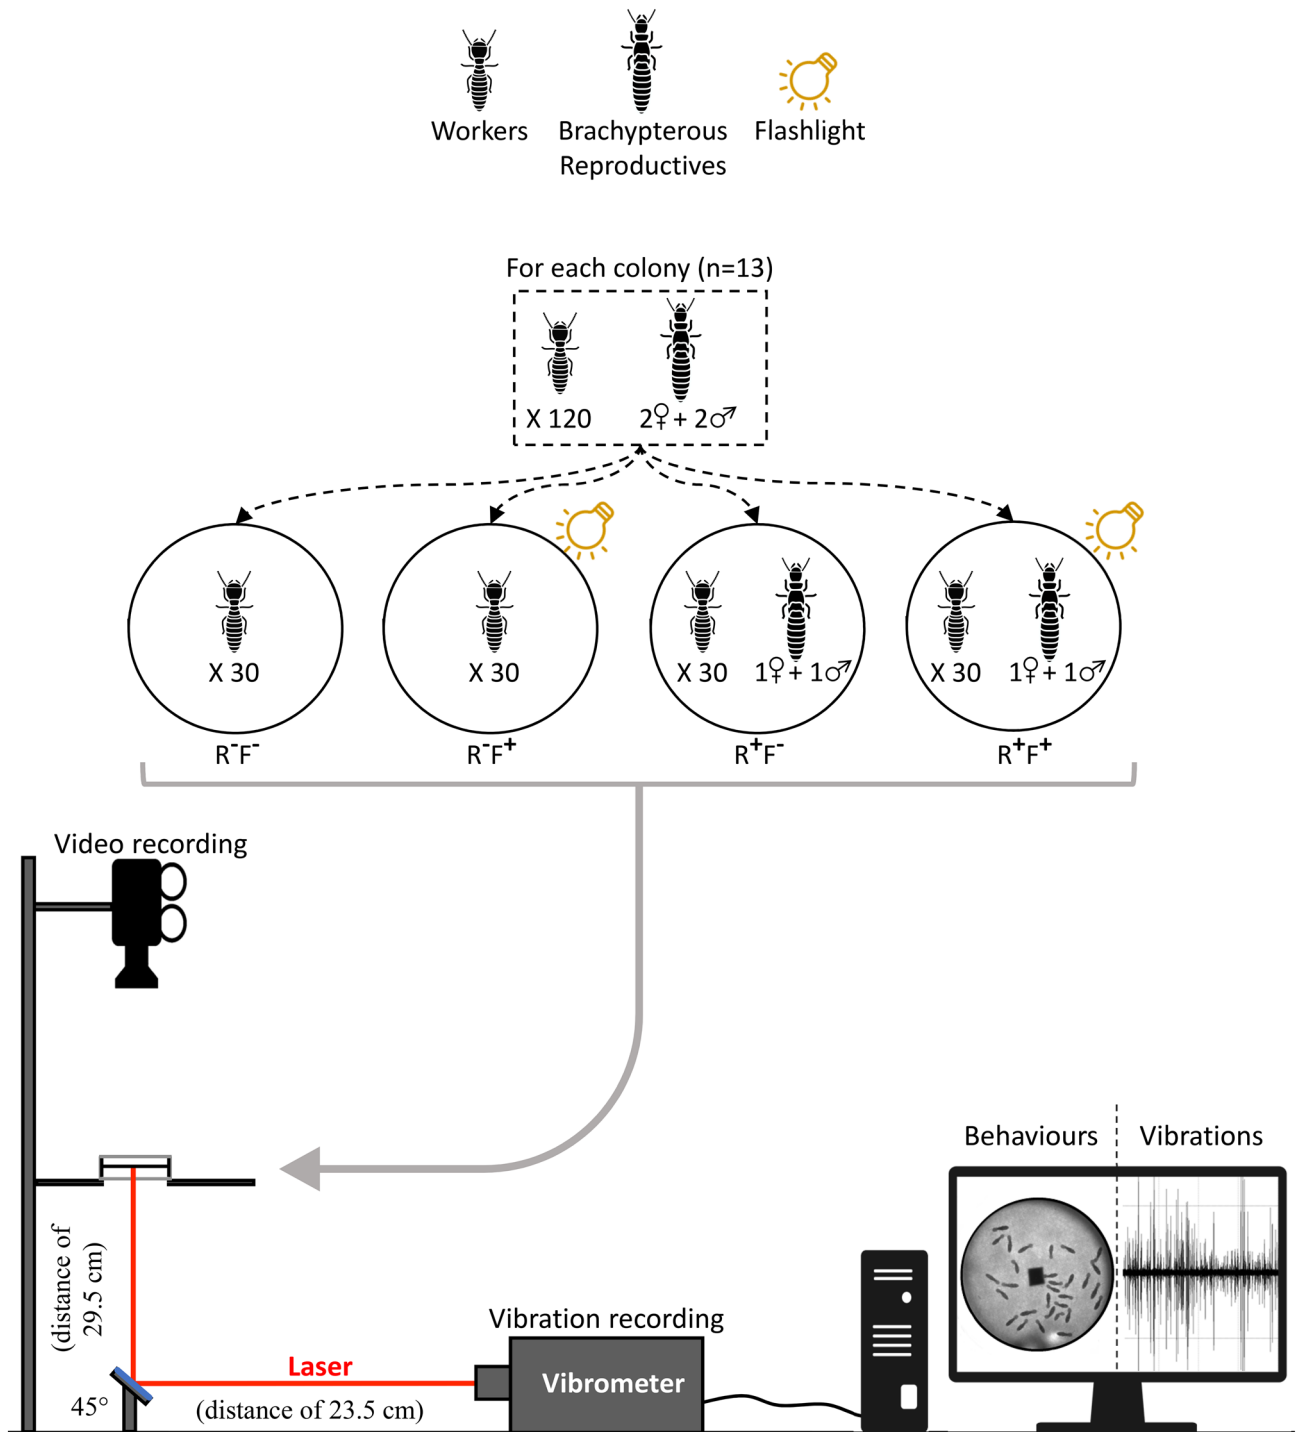 Workers
Brachypterous
Reproductives
Flashlight
For each colony (n=13)
X 120
2♀ + 2♂
X 30
X 30
X 30
1♀ + 1♂
X 30
1♀ + 1♂
R⁻F⁻
R⁻F⁺
R⁺F⁻
R⁺F⁺
Video recording
(distance of
29.5 cm)
45°
Laser
(distance of 23.5 cm)
Vibration recording
Vibrometer
Behaviours
Vibrations